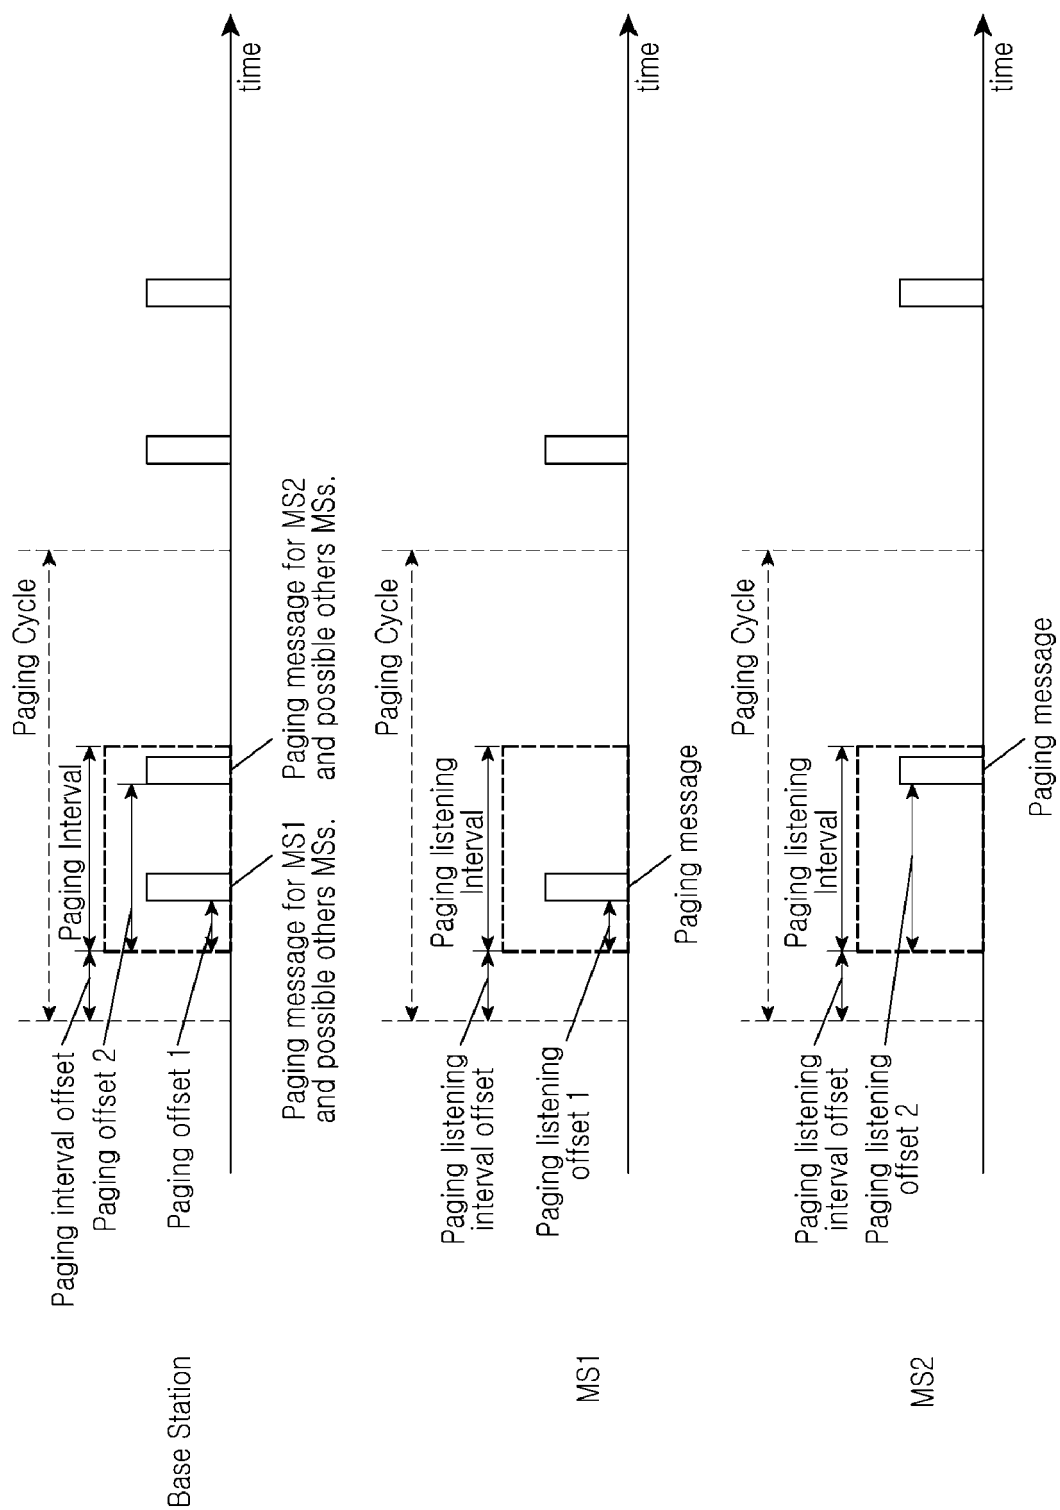 Base Station
Paging interval offset
Paging offset 2
Paging offset 1
Paging Cycle
Paging Interval
Paging message for MS1
and possible others MSs.
Paging message for MS2
and possible others MSs.
time
MS1
Paging listening
interval offset
Paging listening
offset 1
Paging Cycle
Paging listening
Interval
Paging message
time
MS2
Paging listening
interval offset
Paging listening
offset 2
Paging Cycle
Paging listening
Interval
Paging message
time